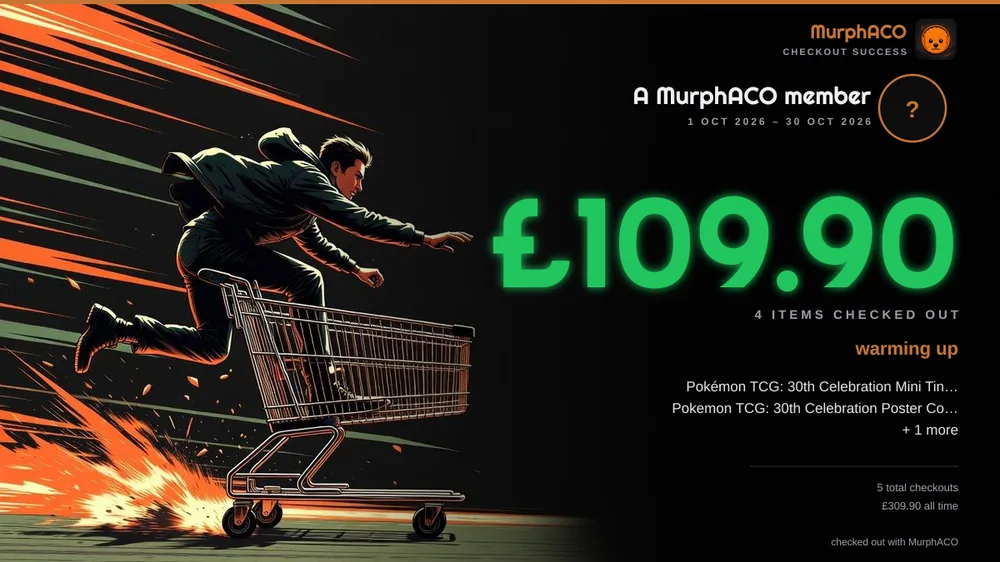 MurphACO
CHECKOUT SUCCESS
A MurphACO member
?
1 OCT 2026 – 30 OCT 2026
£109.90
4 ITEMS CHECKED OUT
warming up
Pokémon TCG: 30th Celebration Mini Tin…
Pokemon TCG: 30th Celebration Poster Co…
+ 1 more
5 total checkouts
£309.90 all time
checked out with MurphACO